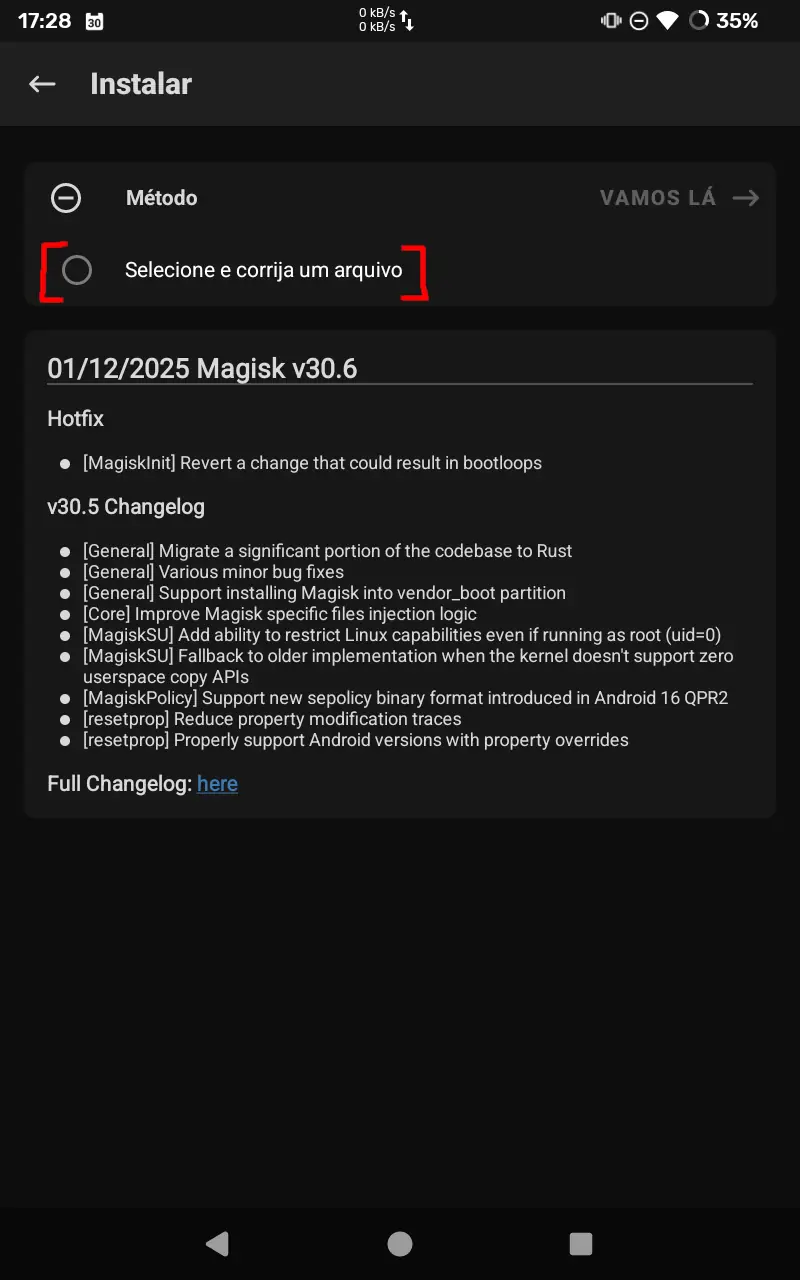 17:28 30 0 kB/s 35%
0 kB/s
Instalar
Método VAMOS LÁ
Selecione e corrija um arquivo
01/12/2025 Magisk v30.6
Hotfix
[MagiskInit] Revert a change that could result in bootloops
v30.5 Changelog
[General] Migrate a significant portion of the codebase to Rust
[General] Various minor bug fixes
[General] Support installing Magisk into vendor_boot partition
[Core] Improve Magisk specific files injection logic
[MagiskSU] Add ability to restrict Linux capabilities even if running as root (uid=0)
[MagiskSU] Fallback to older implementation when the kernel doesn't support zero
userspace copy APIs
[MagiskPolicy] Support new sepolicy binary format introduced in Android 16 QPR2
[resetprop] Reduce property modification traces
[resetprop] Properly support Android versions with property overrides
Full Changelog: here